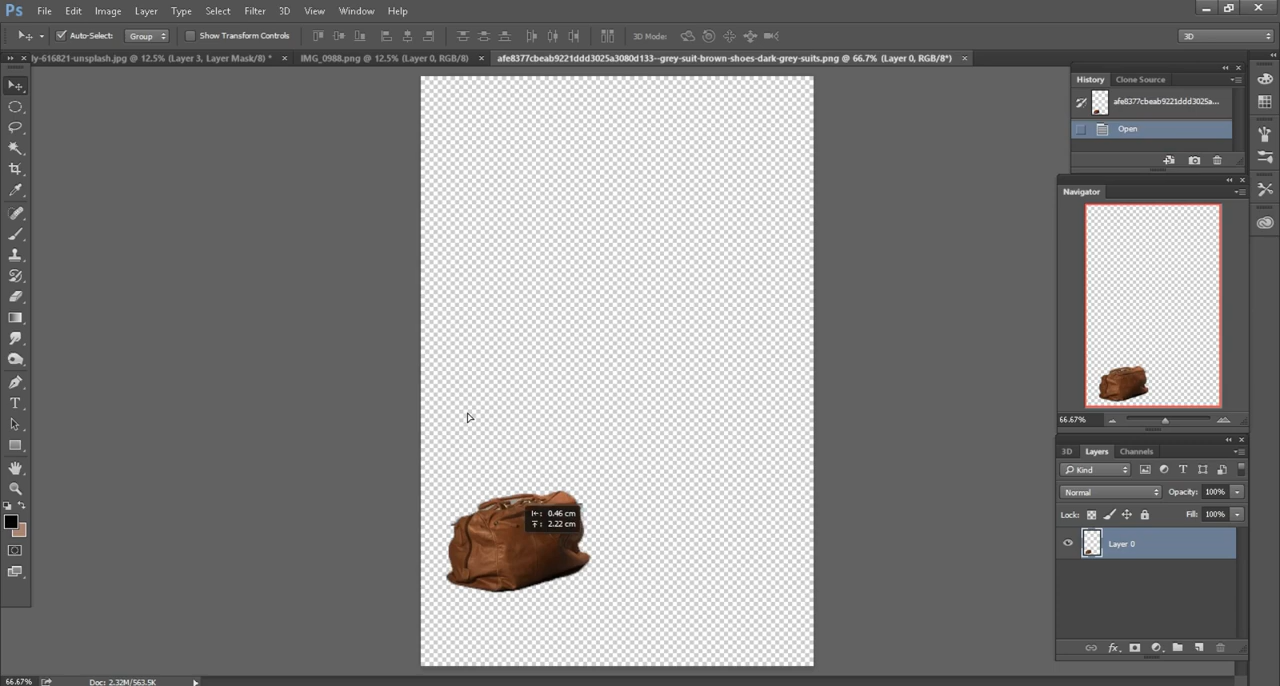 Ps File Edit Image Layer Type Select Filter 3D View Window Help
Auto-Select: Group Show Transform Controls 3D Mode: 3D
ly-616821-unsplash.jpg @ 12.5% (Layer 3, Layer Mask/8) * × IMG_0988.png @ 12.5% (Layer 0, RGB/8) × afe8377cbeab9221ddd3025a3080d133--grey-suit-brown-shoes-dark-grey-suits.png @ 66.7% (Layer 0, RGB/8*) ×
History Clone Source
afe8377cbeab9221ddd3025a...
Open
Navigator
66.67%
3D Layers Channels
Kind
Normal Opacity: 100%
Lock: Fill: 100%
Layer 0
0.46 cm
2.22 cm
66.67% Doc: 2.32M/563.5K